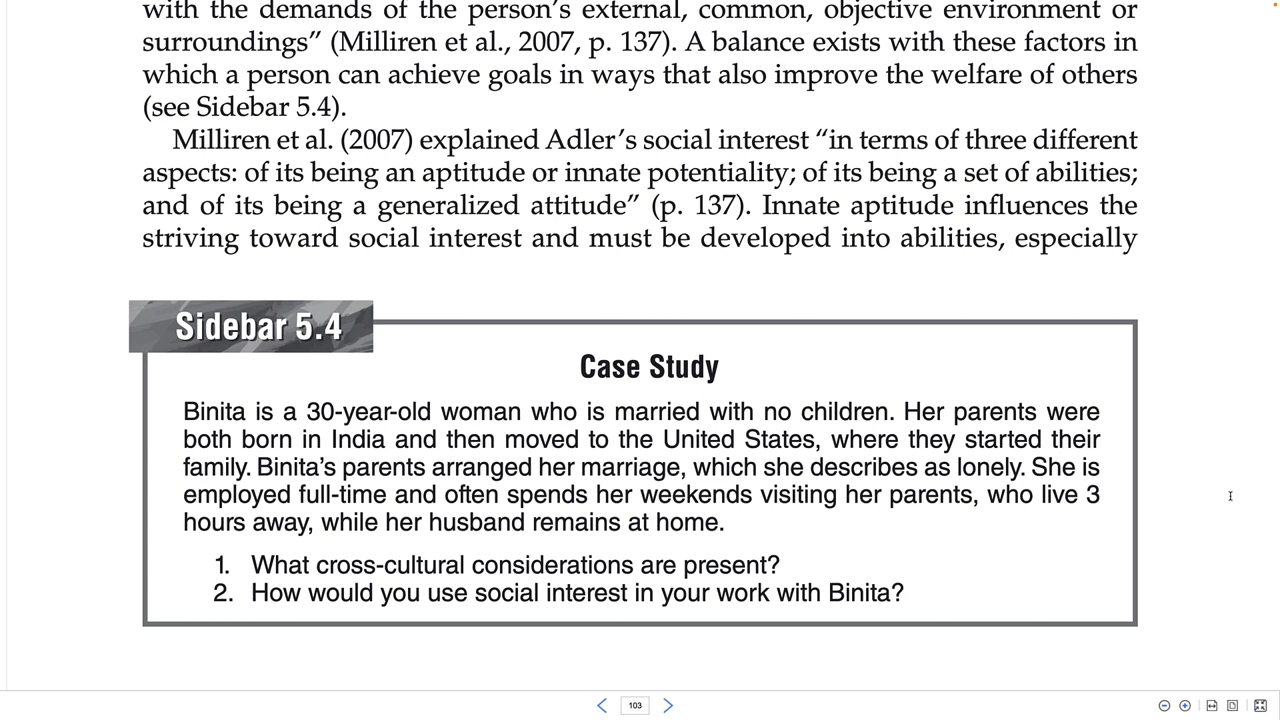 with the demands of the person’s external, common, objective environment or
surroundings” (Milliren et al., 2007, p. 137). A balance exists with these factors in
which a person can achieve goals in ways that also improve the welfare of others
(see Sidebar 5.4).
Milliren et al. (2007) explained Adler’s social interest “in terms of three different
aspects: of its being an aptitude or innate potentiality; of its being a set of abilities;
and of its being a generalized attitude” (p. 137). Innate aptitude influences the
striving toward social interest and must be developed into abilities, especially
Sidebar 5.4
Case Study
Binita is a 30-year-old woman who is married with no children. Her parents were
both born in India and then moved to the United States, where they started their
family. Binita’s parents arranged her marriage, which she describes as lonely. She is
employed full-time and often spends her weekends visiting her parents, who live 3
hours away, while her husband remains at home.
1. What cross-cultural considerations are present?
2. How would you use social interest in your work with Binita?
103